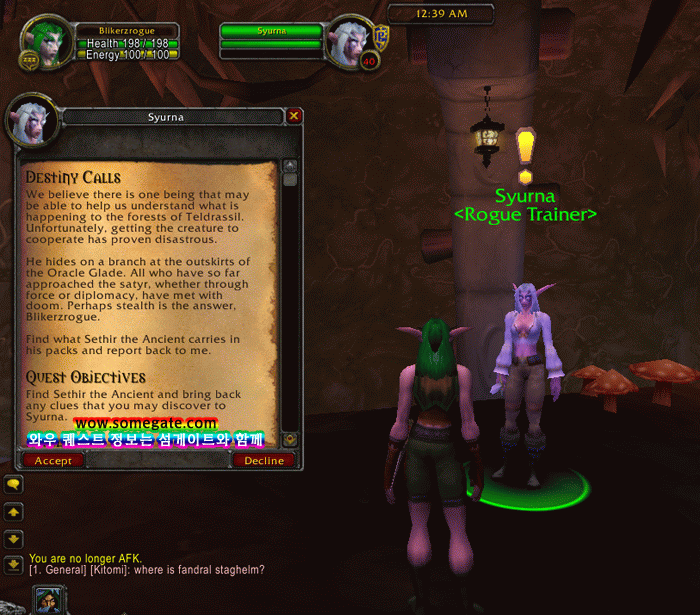 12:39 AM
Blikerzrogue
Health 198 / 198
Energy 100 / 100
zzz
Syurna
40
Syurna
Destiny Calls
We believe there is one being that may
be able to help us understand what is
happening to the forests of Teldrassil.
Unfortunately, getting the creature to
cooperate has proven disastrous.
He hides on a branch at the outskirts of
the Oracle Glade. All who have so far
approached the satyr, whether through
force or diplomacy, have met with
doom. Perhaps stealth is the answer,
Blikerzrogue.
Find what Sethir the Ancient carries in
his packs and report back to me.
Quest Objectives
Find Sethir the Ancient and bring back
any clues that you may discover to
Syurna.
wow.somegate.com
와우 퀘스트 정보는 섬게이트와 함께
Accept
Decline
Syurna
<Rogue Trainer>
You are no longer AFK.
[1. General] [Kitomi]: where is fandral staghelm?